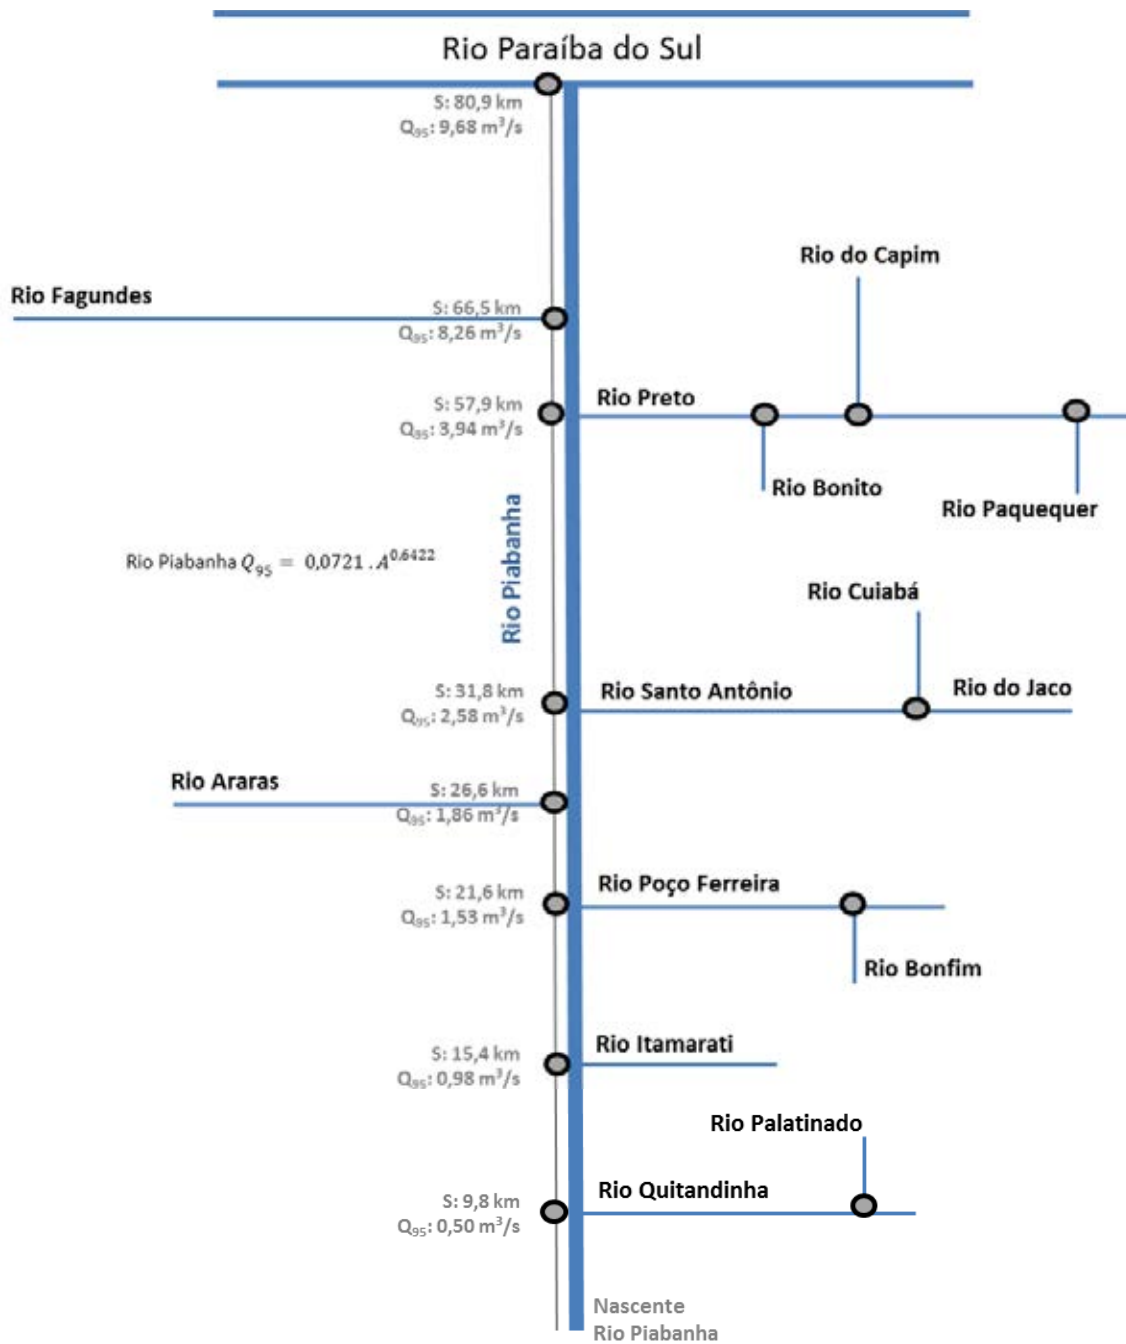 Rio Paraíba do Sul
S: 80,9 km
Q₉₅: 9,68 m³/s
Rio do Capim
Rio Fagundes
S: 66,5 km
Q₉₅: 8,26 m³/s
Rio Preto
S: 57,9 km
Q₉₅: 3,94 m³/s
Rio Bonito
Rio Paquequer
Rio Piabanha
Rio Piabanha Q₉₅ = 0,0721 . A^0,6422
Rio Cuiabá
S: 31,8 km
Q₉₅: 2,58 m³/s
Rio Santo Antônio
Rio do Jaco
Rio Araras
S: 26,6 km
Q₉₅: 1,86 m³/s
Rio Poço Ferreira
S: 21,6 km
Q₉₅: 1,53 m³/s
Rio Bonfim
Rio Itamarati
S: 15,4 km
Q₉₅: 0,98 m³/s
Rio Palatinado
Rio Quitandinha
S: 9,8 km
Q₉₅: 0,50 m³/s
Nascente
Rio Piabanha